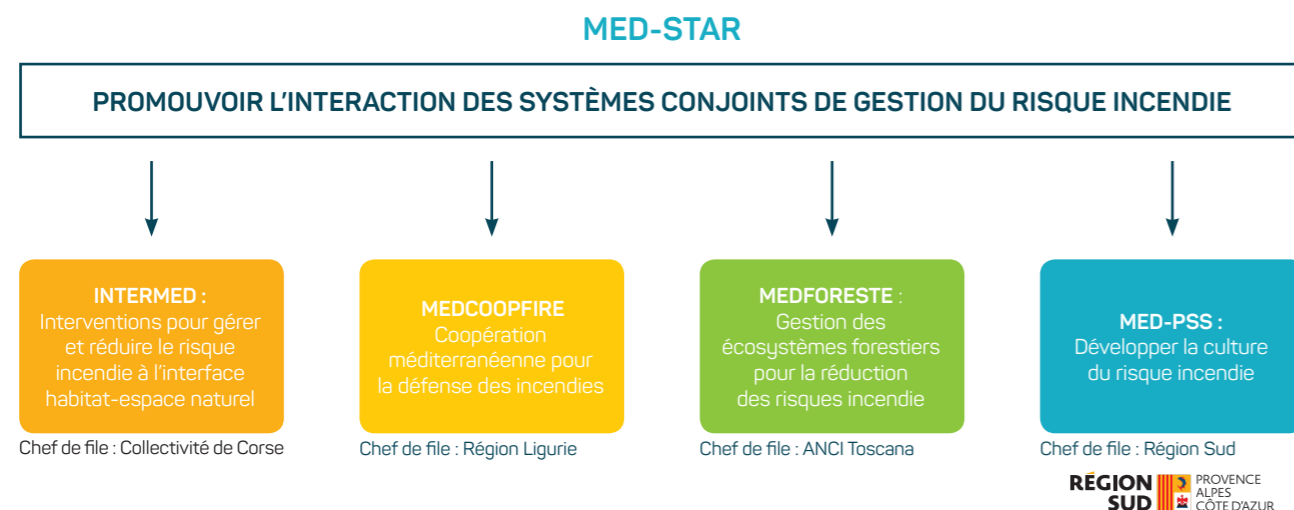 MED-STAR
PROMOUVOIR L'INTERACTION DES SYSTÈMES CONJOINTS DE GESTION DU RISQUE INCENDIE
INTERMED :
Interventions pour gérer
et réduire le risque
incendie à l'interface
habitat-espace naturel
Chef de file : Collectivité de Corse
MEDCOOPFIRE
Coopération
méditerranéenne pour
la défense des incendies
Chef de file : Région Ligurie
MEDFORESTE :
Gestion des
écosystèmes forestiers
pour la réduction
des risques incendie
Chef de file : ANCI Toscana
MED-PSS :
Développer la culture
du risque incendie
Chef de file : Région Sud
RÉGION
SUD
PROVENCE
ALPES
CÔTE D'AZUR